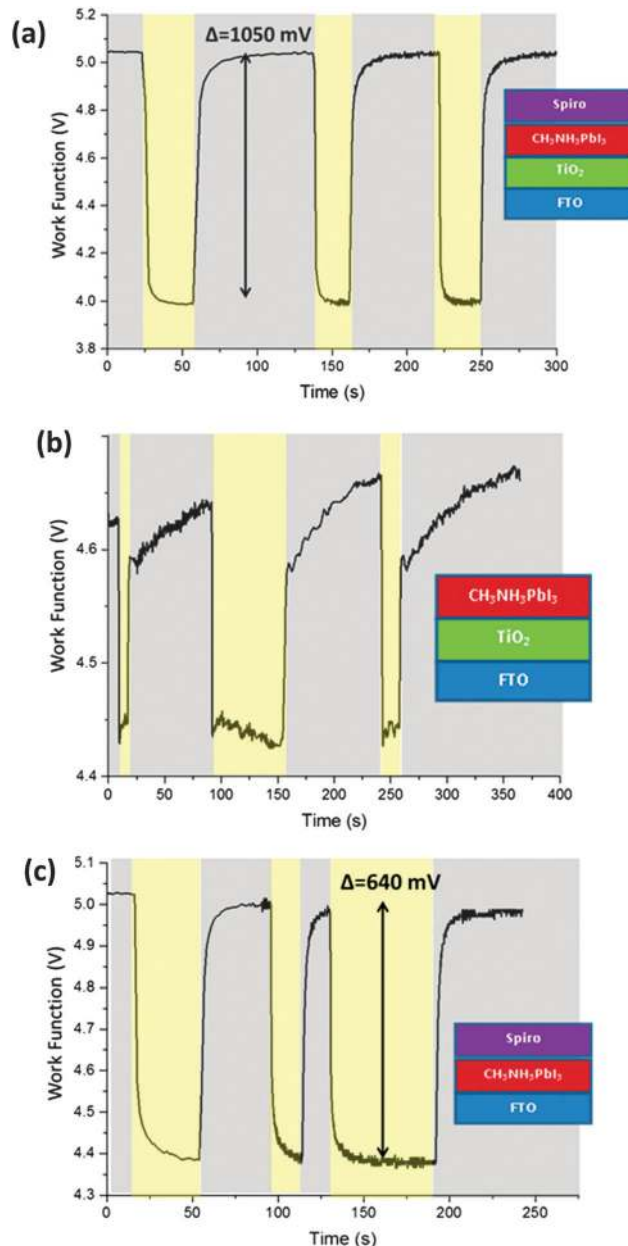 (a)
Δ=1050 mV
Work Function (V)
5.0
4.8
4.6
4.4
4.2
4.0
3.8
0 50 100 150 200 250 300
Time (s)
Spiro
CH₃NH₃PbI₃
TiO₂
FTO
(b)
Work Function (V)
4.6
4.5
4.4
0 50 100 150 200 250 300 350 400
Time (s)
CH₃NH₃PbI₃
TiO₂
FTO
(c)
Δ=640 mV
Work Function (V)
5.1
5.0
4.9
4.8
4.7
4.6
4.5
4.4
4.3
0 50 100 150 200 250
Time (s)
Spiro
CH₃NH₃PbI₃
FTO